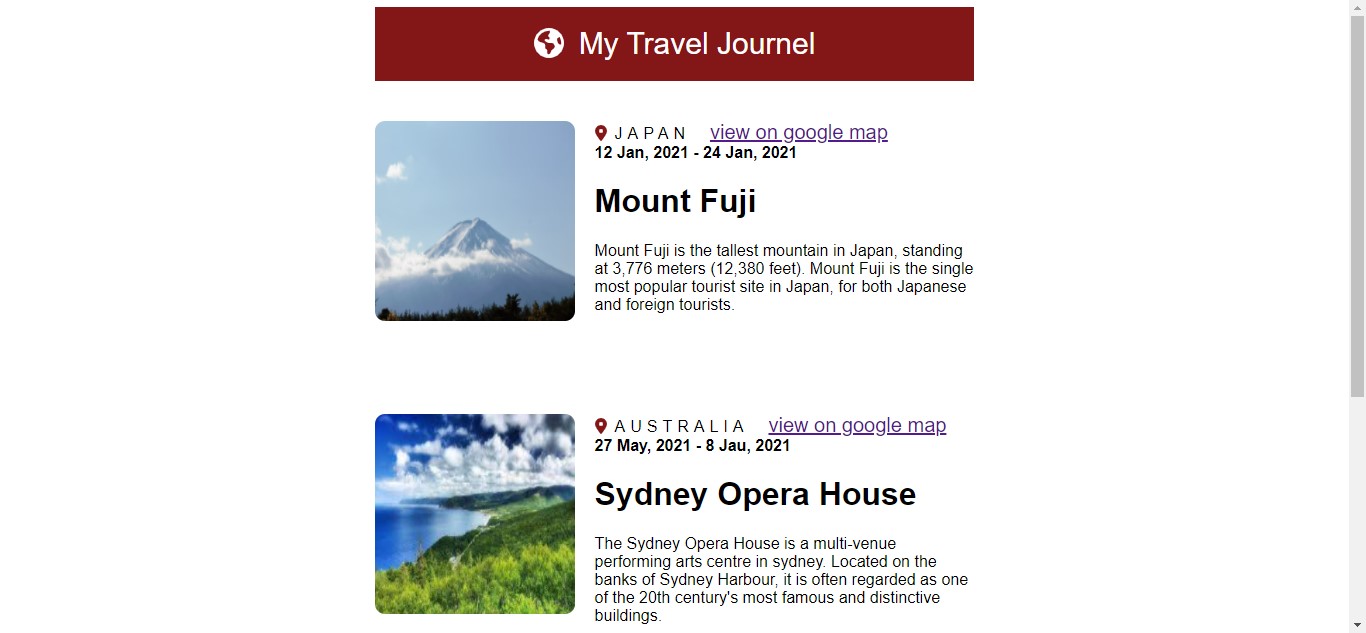 My Travel Journel
JAPAN view on google map
12 Jan, 2021 - 24 Jan, 2021
Mount Fuji
Mount Fuji is the tallest mountain in Japan, standing
at 3,776 meters (12,380 feet). Mount Fuji is the single
most popular tourist site in Japan, for both Japanese
and foreign tourists.
AUSTRALIA view on google map
27 May, 2021 - 8 Jau, 2021
Sydney Opera House
The Sydney Opera House is a multi-venue
performing arts centre in sydney. Located on the
banks of Sydney Harbour, it is often regarded as one
of the 20th century's most famous and distinctive
buildings.